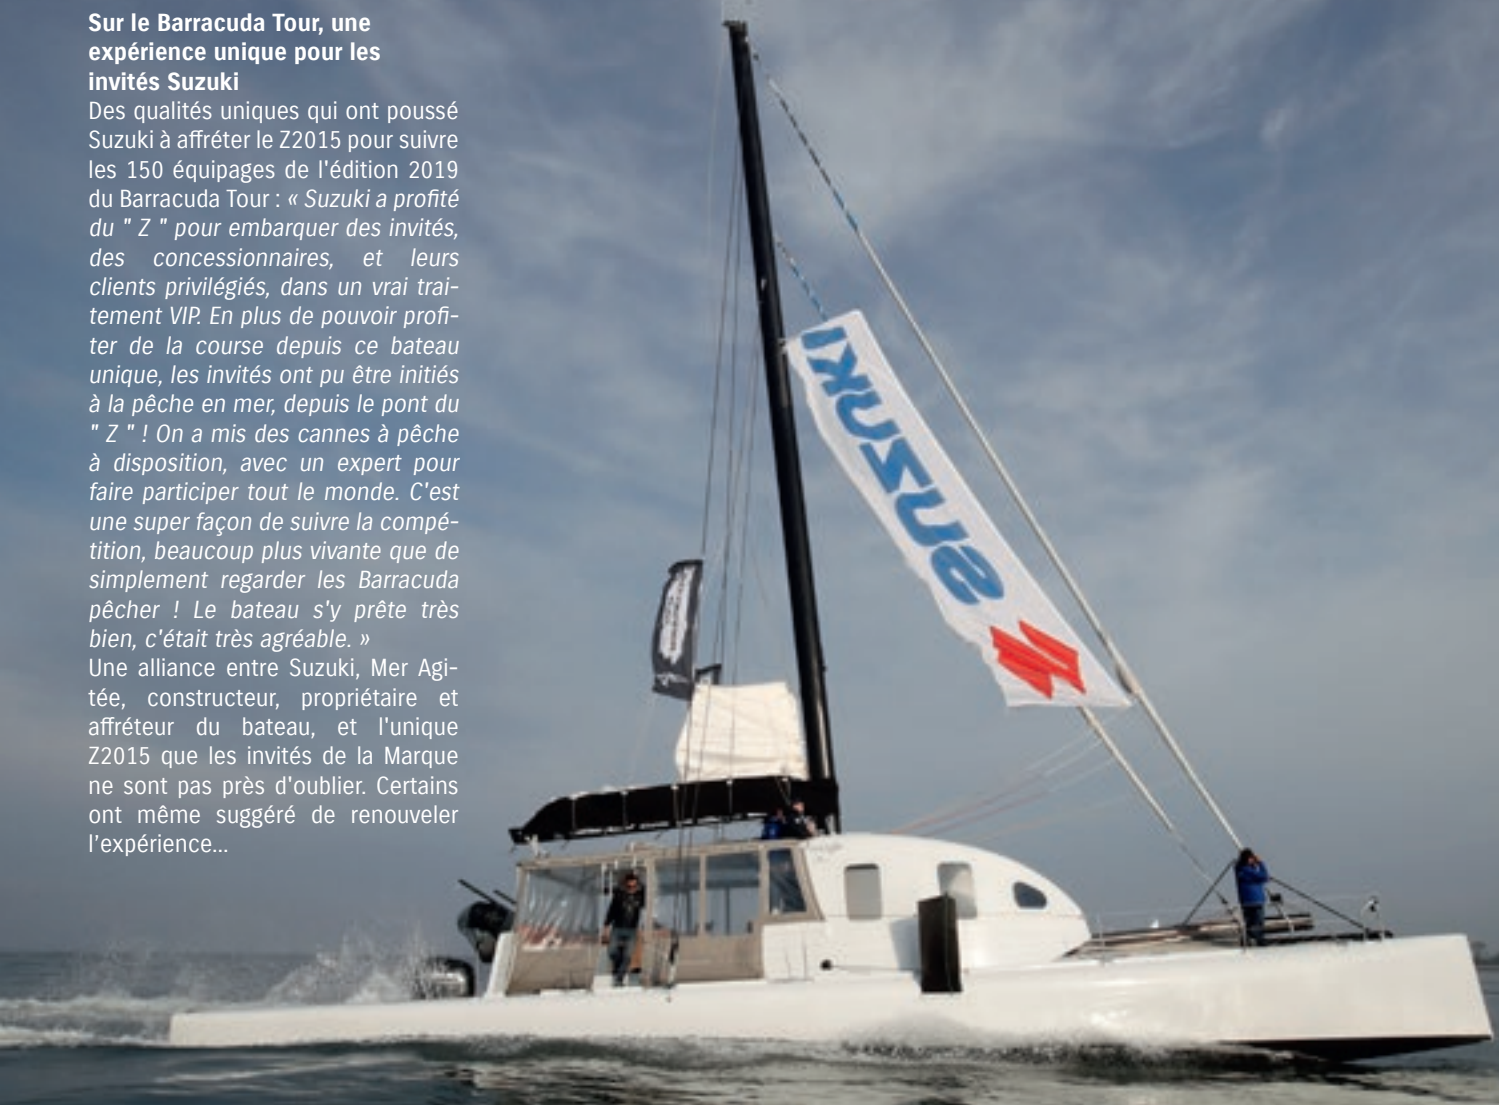 Sur le Barracuda Tour, une
expérience unique pour les
invités Suzuki
Des qualités uniques qui ont poussé
Suzuki à affréter le Z2015 pour suivre
les 150 équipages de l'édition 2019
du Barracuda Tour : « Suzuki a profité
du " Z " pour embarquer des invités,
des concessionnaires, et leurs
clients privilégiés, dans un vrai trai-
tement VIP. En plus de pouvoir profi-
ter de la course depuis ce bateau
unique, les invités ont pu être initiés
à la pêche en mer, depuis le pont du
" Z " ! On a mis des cannes à pêche
à disposition, avec un expert pour
faire participer tout le monde. C'est
une super façon de suivre la compé-
tition, beaucoup plus vivante que de
simplement regarder les Barracuda
pêcher ! Le bateau s'y prête très
bien, c'était très agréable. »
Une alliance entre Suzuki, Mer Agi-
tée, constructeur, propriétaire et
affréteur du bateau, et l'unique
Z2015 que les invités de la Marque
ne sont pas près d'oublier. Certains
ont même suggéré de renouveler
l’expérience...
SUZUKI